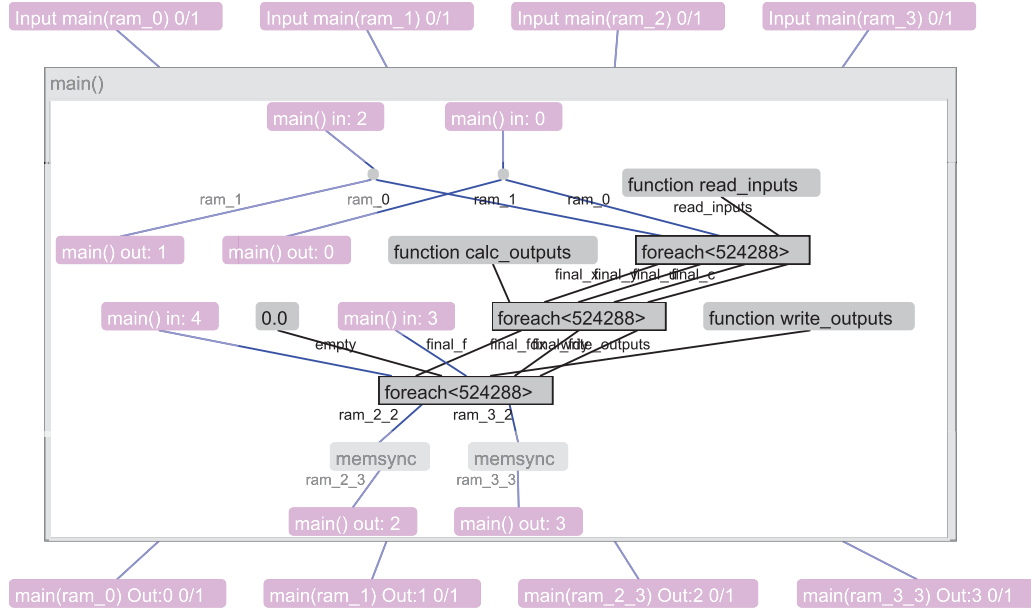 Input main(ram_0) 0/1
Input main(ram_1) 0/1
Input main(ram_2) 0/1
Input main(ram_3) 0/1
main()
main() in: 2
main() in: 0
function read_inputs
ram_1
ram_0
ram_1
ram_0
read_inputs
main() out: 1
main() out: 0
function calc_outputs
foreach<524288>
final_x
final_y
final_d
final_c
main() in: 4
0.0
main() in: 3
foreach<524288>
function write_outputs
empty
final_f
final_fdx
final_fdy
write_outputs
foreach<524288>
ram_2_2
ram_3_2
memsync
memsync
ram_2_3
ram_3_3
main() out: 2
main() out: 3
main(ram_0) Out:0 0/1
main(ram_1) Out:1 0/1
main(ram_2_3) Out:2 0/1
main(ram_3_3) Out:3 0/1